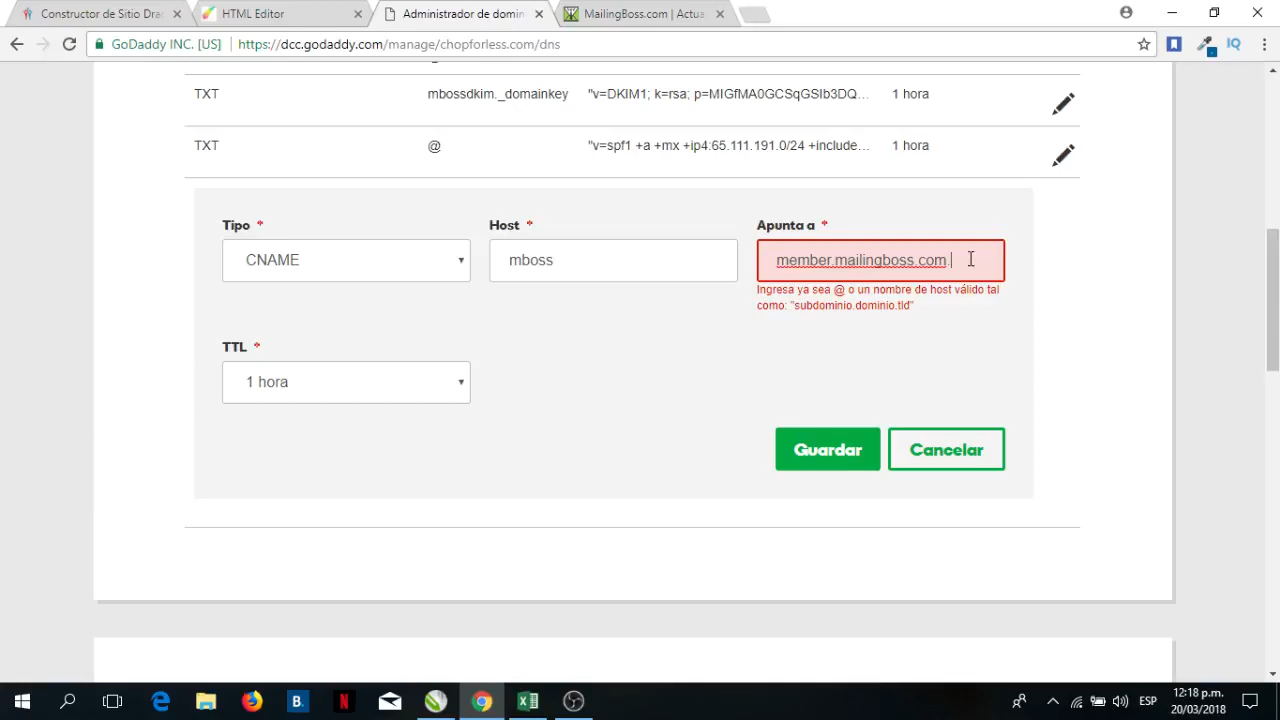 Constructor de Sitio Drac
HTML Editor
Administrador de domin
MailingBoss.com | Actua
GoDaddy INC. [US]
https://dcc.godaddy.com/manage/chopforless.com/dns
IQ
TXT mbossdkim._domainkey "v=DKIM1; k=rsa; p=MIGfMA0GCSqGSIb3DQ... 1 hora
TXT @ "v=spf1 +a +mx +ip4:65.111.191.0/24 +include... 1 hora
Tipo * Host * Apunta a *
CNAME mboss member.mailingboss.com
Ingresa ya sea @ o un nombre de host válido tal
como: "subdominio.dominio.tld"
TTL *
1 hora
Guardar Cancelar
B.
N
ESP
12:18 p.m.
20/03/2018